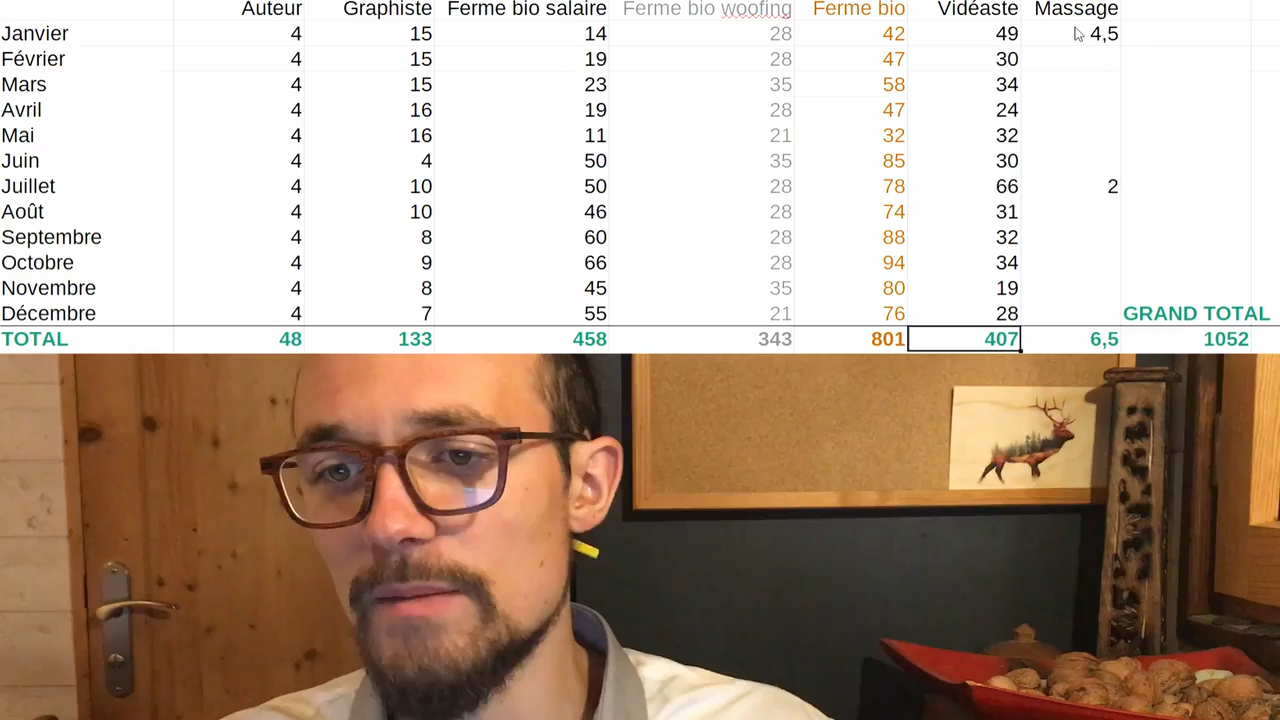 Auteur Graphiste Ferme bio salaire Ferme bio woofing Ferme bio Vidéaste Massage
Janvier 4 15 14 28 42 49 4,5
Février 4 15 19 28 47 30
Mars 4 15 23 35 58 34
Avril 4 16 19 28 47 24
Mai 4 16 11 21 32 32
Juin 4 4 50 35 85 30
Juillet 4 10 50 28 78 66 2
Août 4 10 46 28 74 31
Septembre 4 8 60 28 88 32
Octobre 4 9 66 28 94 34
Novembre 4 8 45 35 80 19
Décembre 4 7 55 21 76 28 GRAND TOTAL
TOTAL 48 133 458 343 801 407 6,5 1052